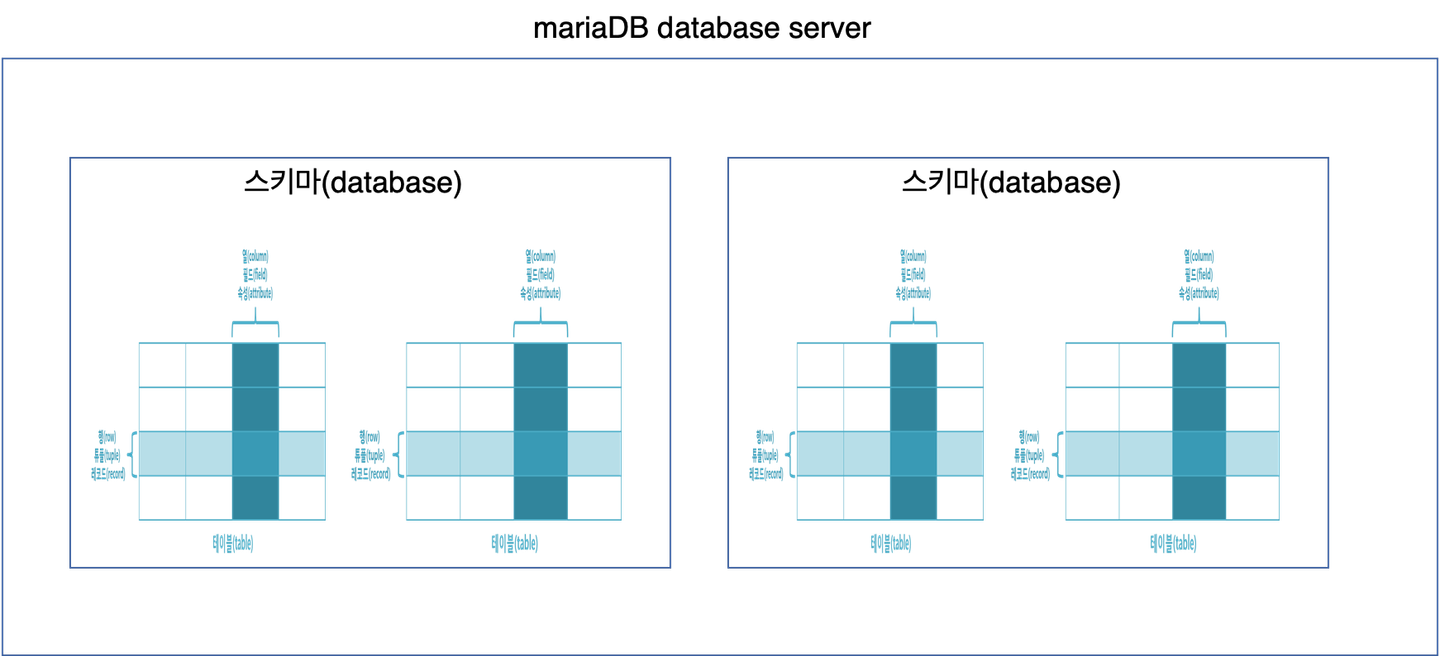 mariaDB database server
스키마(database)
열(column)
필드(field)
속성(attribute)
열(column)
필드(field)
속성(attribute)
행(row)
튜플(tuple)
레코드(record)
행(row)
튜플(tuple)
레코드(record)
테이블(table)
테이블(table)
스키마(database)
열(column)
필드(field)
속성(attribute)
열(column)
필드(field)
속성(attribute)
행(row)
튜플(tuple)
레코드(record)
행(row)
튜플(tuple)
레코드(record)
테이블(table)
테이블(table)